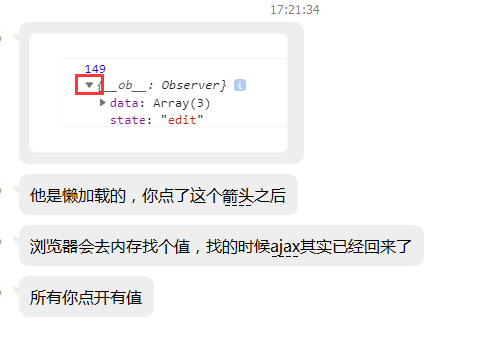 17:21:34
149
{__ob__: Observer} i
data: Array(3)
state: "edit"
他是懒加载的，你点了这个箭头之后
浏览器会去内存找个值，找的时候ajax其实已经回来了
所有你点开有值